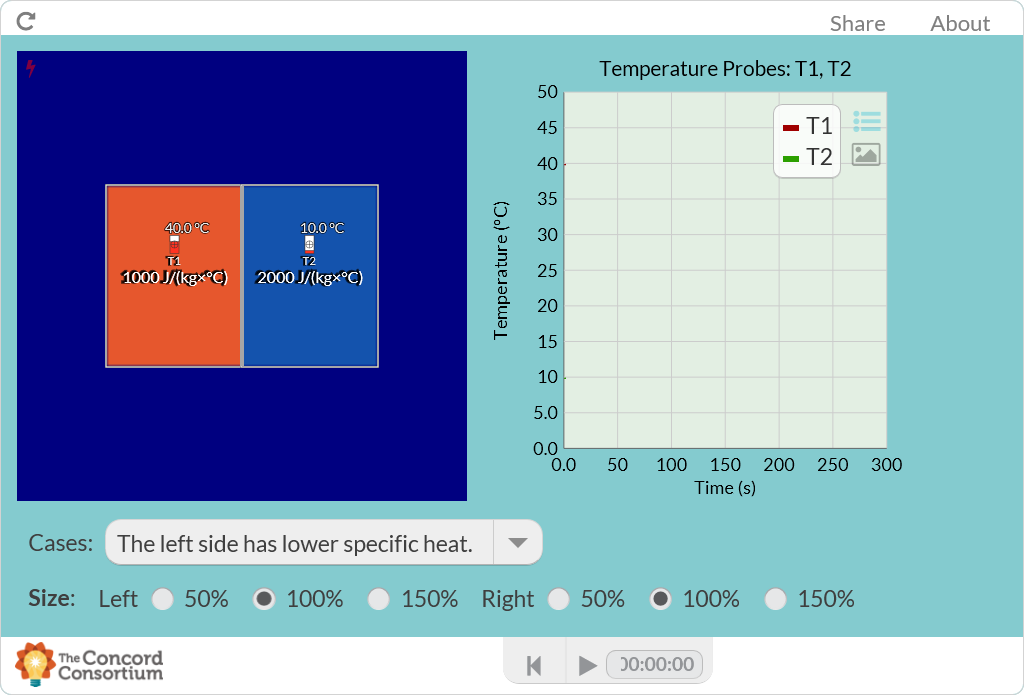 Share About
Temperature Probes: T1, T2
50
45
40
35
30
25
20
15
10
5.0
0.0
Temperature (°C)
T1
T2
0.0 50 100 150 200 250 300
Time (s)
40.0 °C 10.0 °C
T1 T2
1000 J/(kg×°C) 2000 J/(kg×°C)
Cases: The left side has lower specific heat.
Size: Left 50% 100% 150% Right 50% 100% 150%
The Concord
Consortium
00:00:00